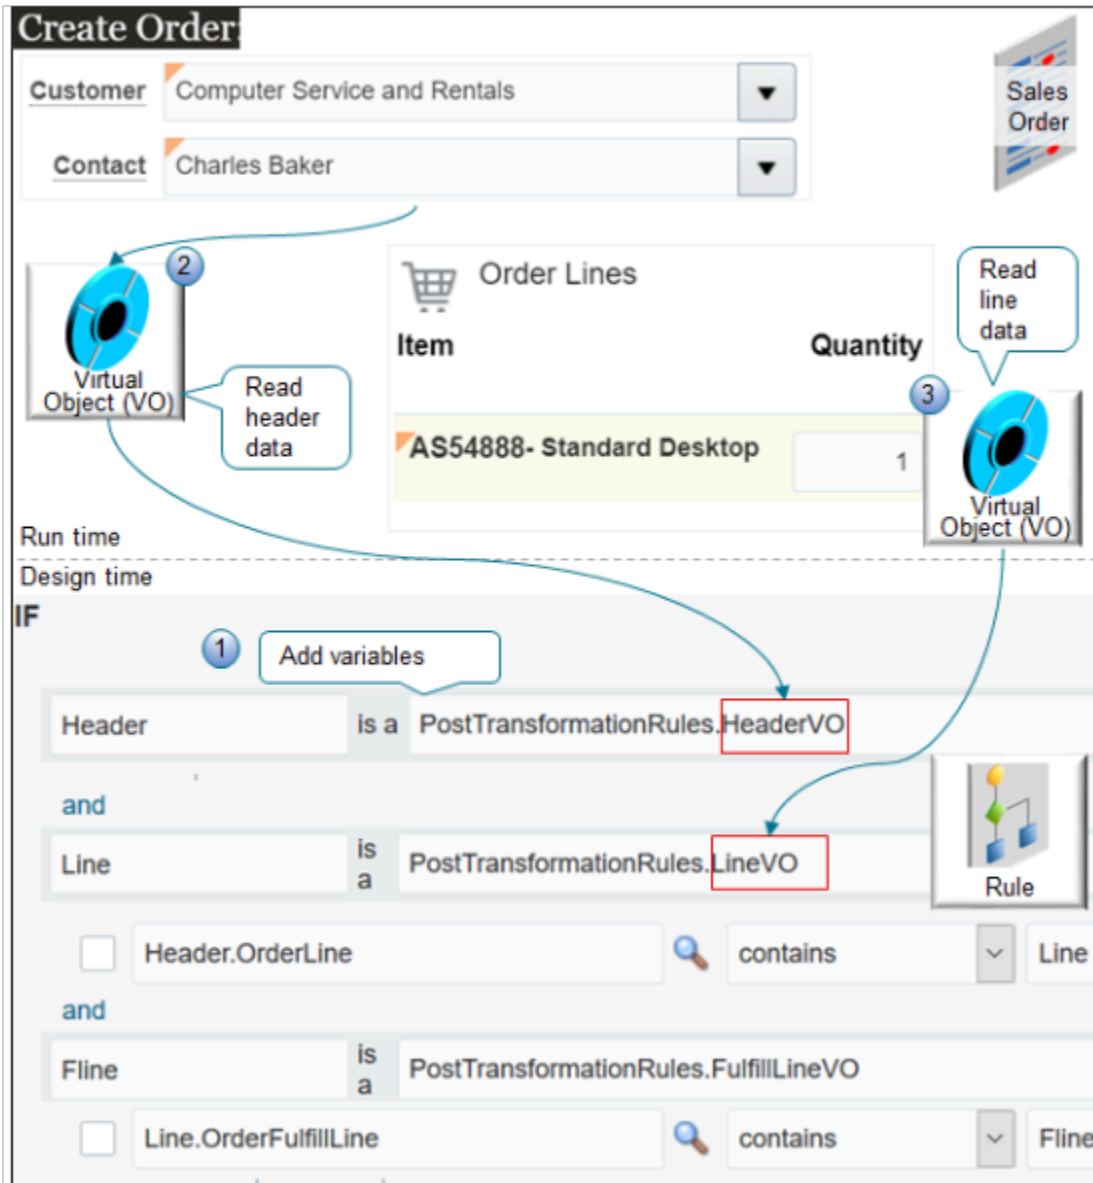 Create Order:
Customer
Computer Service and Rentals
Contact
Charles Baker
Sales
Order
2
Virtual
Object (VO)
Read
header
data
Order Lines
Item
Quantity
AS54888- Standard Desktop
1
Read
line
data
3
Virtual
Object (VO)
Run time
Design time
IF
1
Add variables
Header
is a
PostTransformationRules.HeaderVO
and
Line
is
a
PostTransformationRules.LineVO
Rule
Header.OrderLine
contains
Line
and
Fline
is
a
PostTransformationRules.FulfillLineVO
Line.OrderFulfillLine
contains
Fline